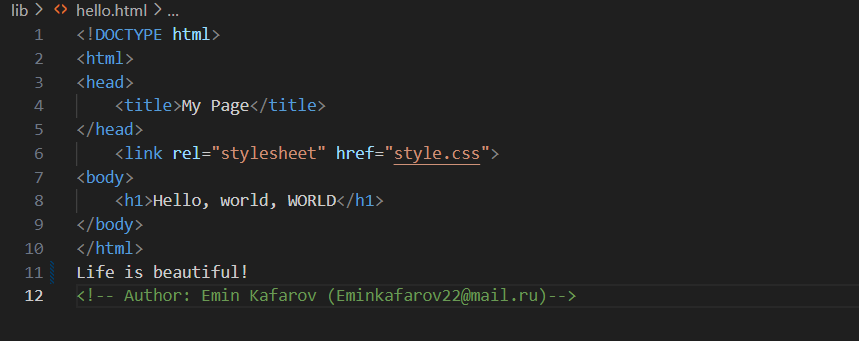 lib > <> hello.html > ...
1 <!DOCTYPE html>
2 <html>
3 <head>
4     <title>My Page</title>
5 </head>
6     <link rel="stylesheet" href="style.css">
7 <body>
8     <h1>Hello, world, WORLD</h1>
9 </body>
10 </html>
11 Life is beautiful!
12 <!-- Author: Emin Kafarov (Eminkafarov22@mail.ru)-->